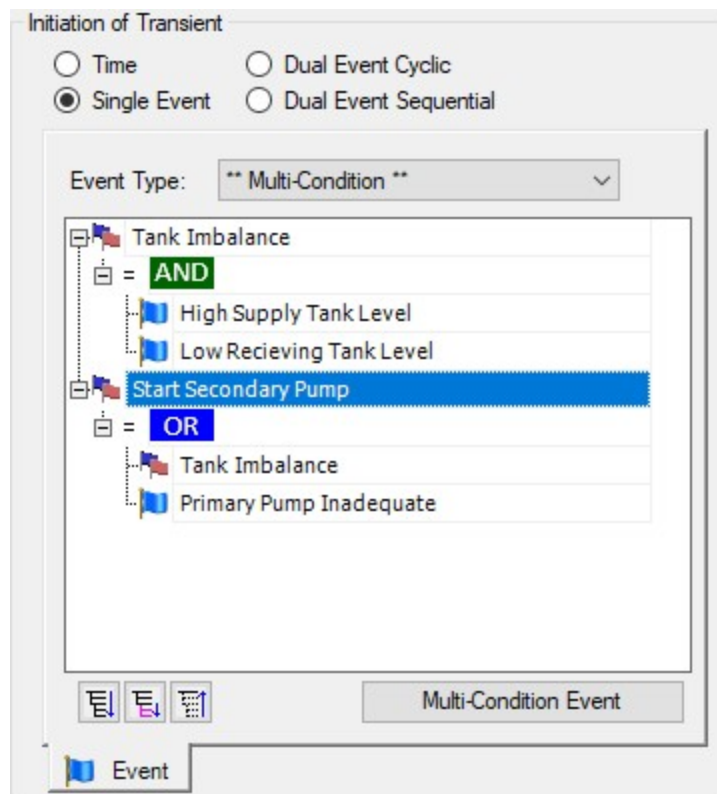 Initiation of Transient
Time Dual Event Cyclic
Single Event Dual Event Sequential
Event Type: ** Multi-Condition **
Tank Imbalance
= AND
High Supply Tank Level
Low Recieving Tank Level
Start Secondary Pump
= OR
Tank Imbalance
Primary Pump Inadequate
Multi-Condition Event
Event